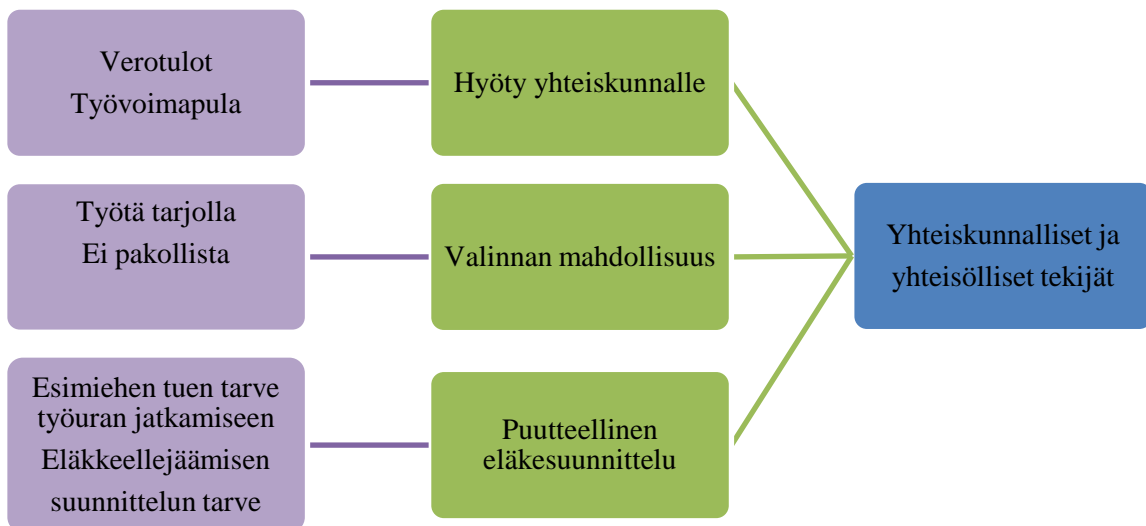 Verotulot
Työvoimapula
Hyöty yhteiskunnalle
Työtä tarjolla
Ei pakollista
Valinnan mahdollisuus
Yhteiskunnalliset ja
yhteisölliset tekijät
Esimiehen tuen tarve
työuran jatkamiseen
Eläkkeellejäämisen
suunnittelun tarve
Puutteellinen
eläkesuunnittelu